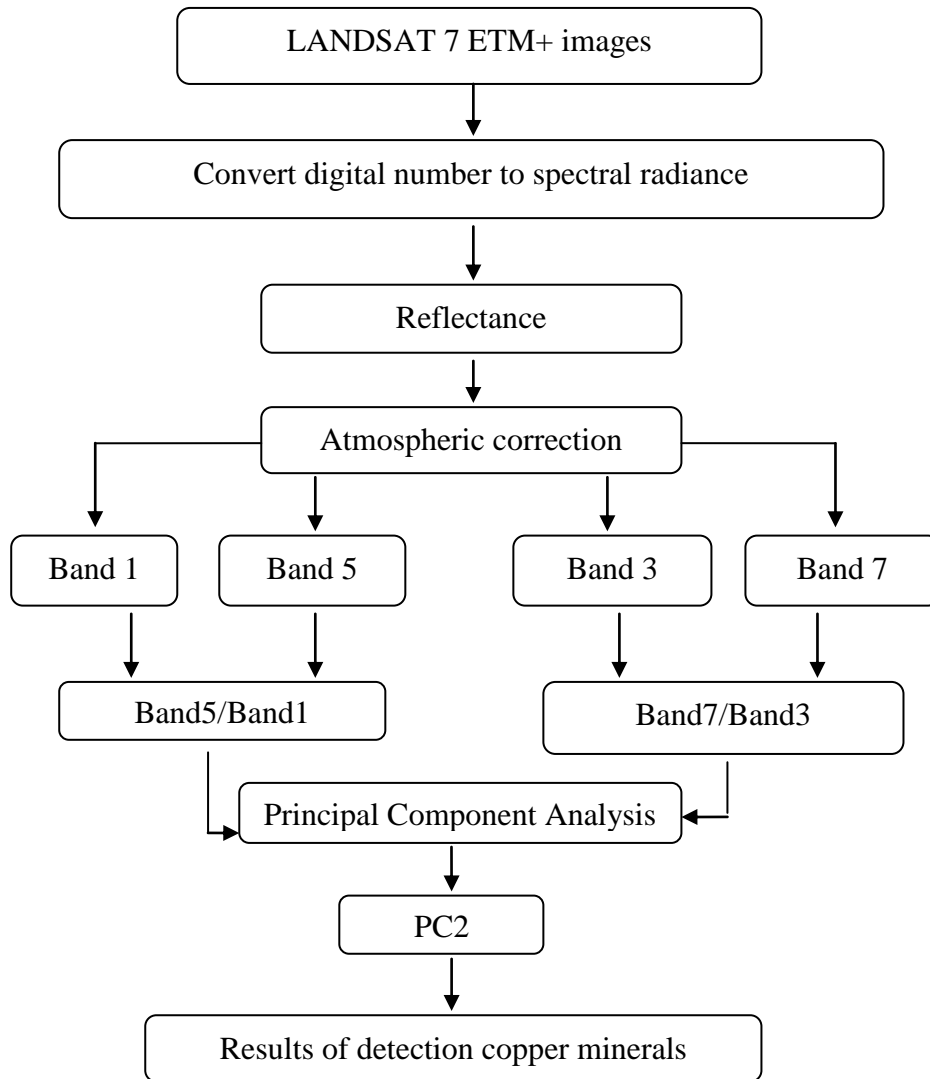 LANDSAT 7 ETM+ images
Convert digital number to spectral radiance
Reflectance
Atmospheric correction
Band 1
Band 5
Band 3
Band 7
Band5/Band1
Band7/Band3
Principal Component Analysis
PC2
Results of detection copper minerals